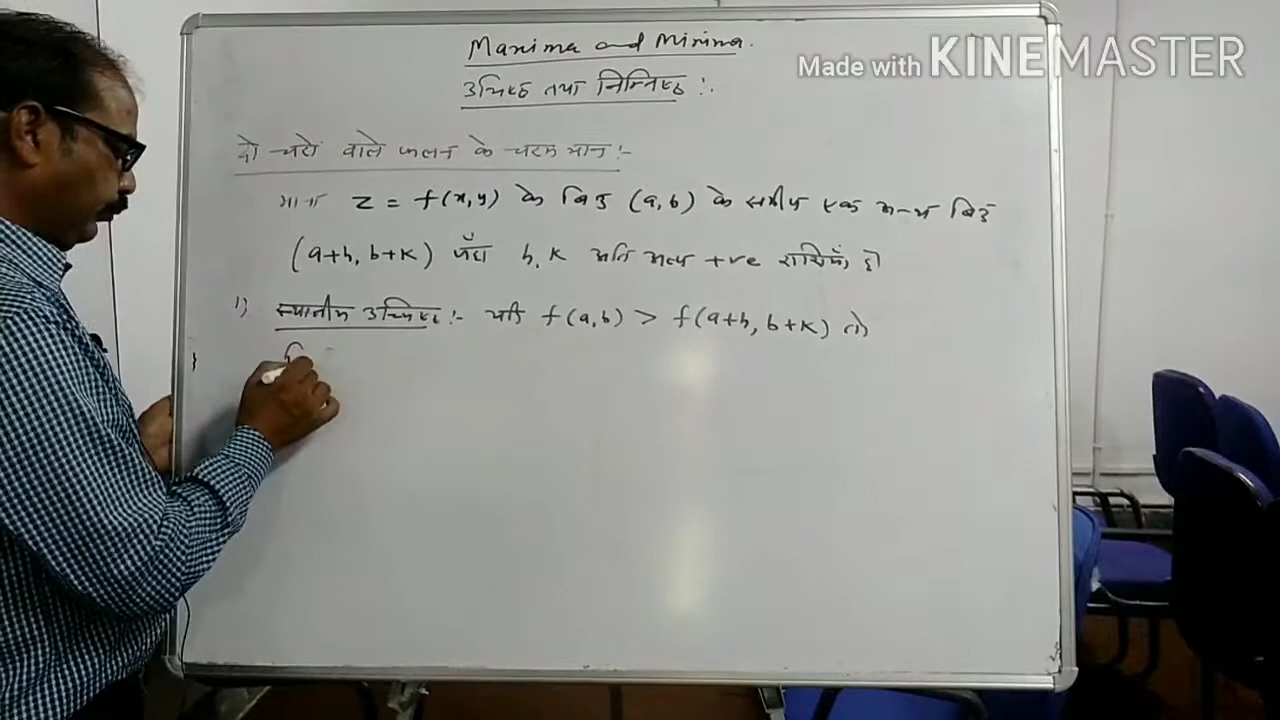 Maxima and Minima.
Made with KINEMASTER
उच्चिष्ठ तथा निम्निष्ठ :-
दो चरों वाले फलन के चरम मान :-
माना z = f(x,y) के बिंदु (a,b) के समीप एक अन्य बिंदु
(a+h, b+k) जहाँ h, k अति अल्प +ve राशियाँ हो
1) स्थानीय उच्चिष्ठ :- यदि f(a,b) > f(a+h, b+k) तो